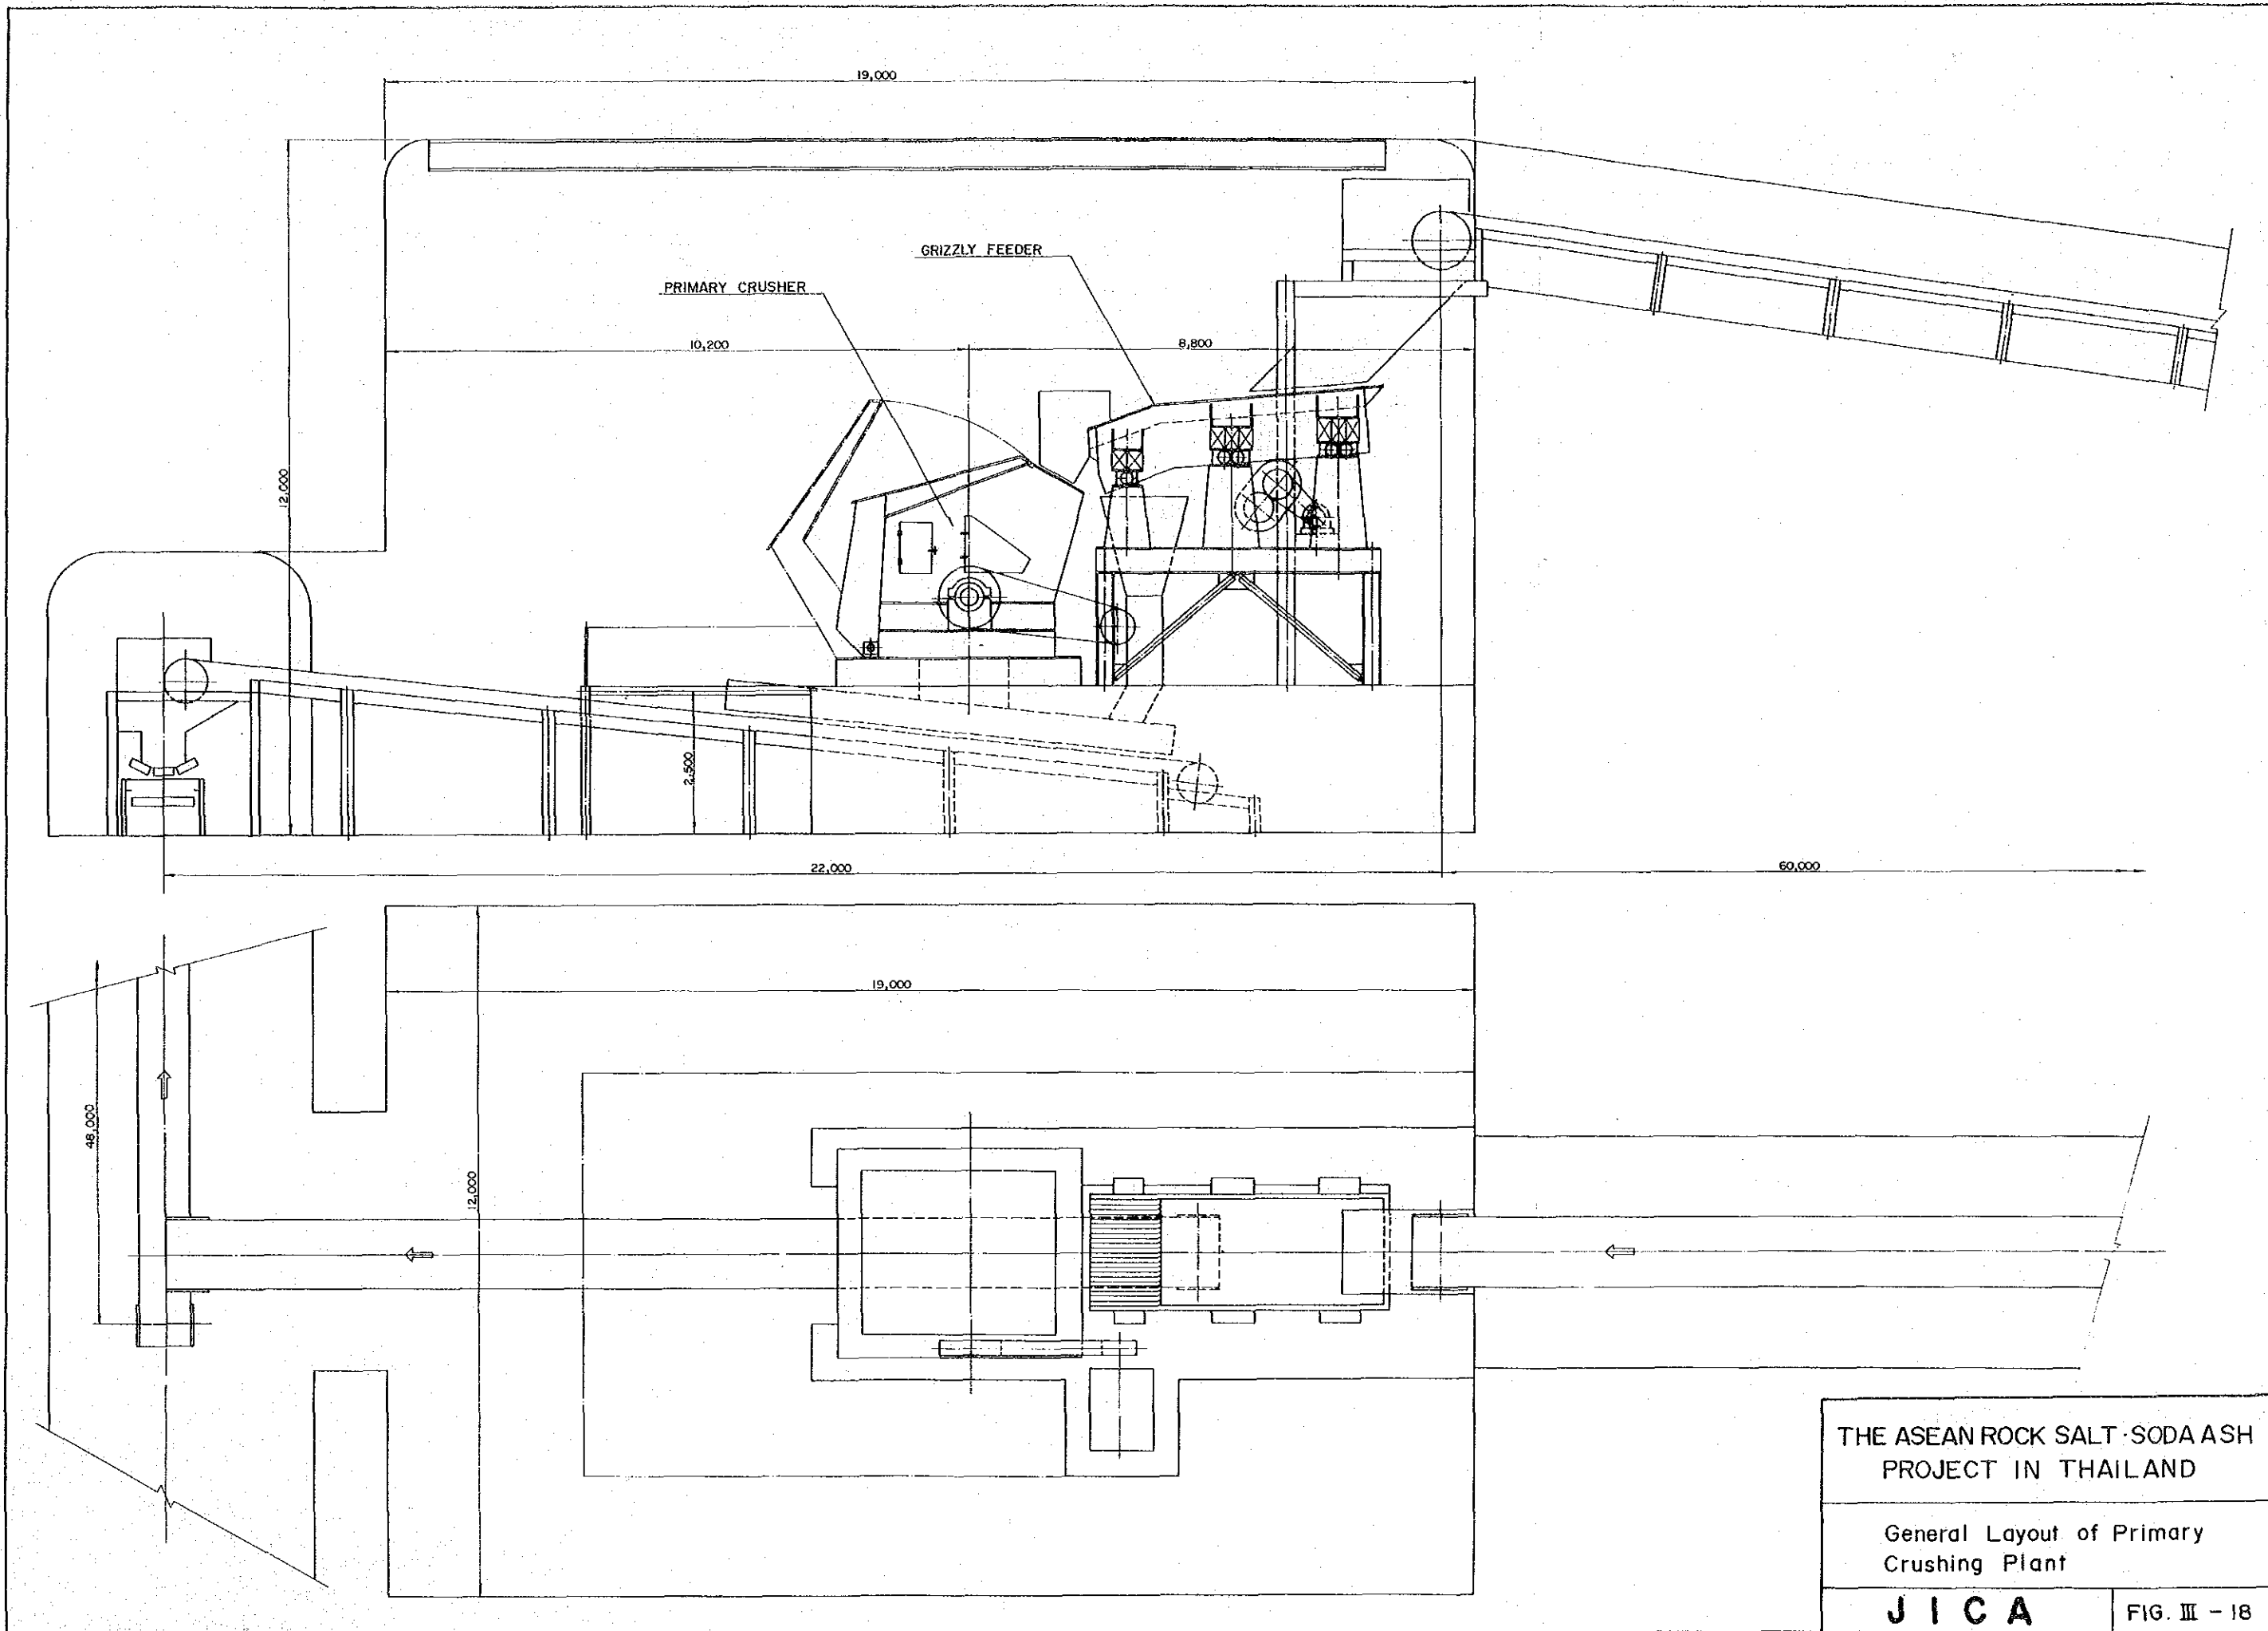 19,000
GRIZZLY FEEDER
PRIMARY CRUSHER
10,200
8,800
12,000
2,500
22,000
60,000
19,000
48,000
12,000
THE ASEAN ROCK SALT·SODA ASH
PROJECT IN THAILAND
General Layout of Primary
Crushing Plant
JICA
FIG. III - 18